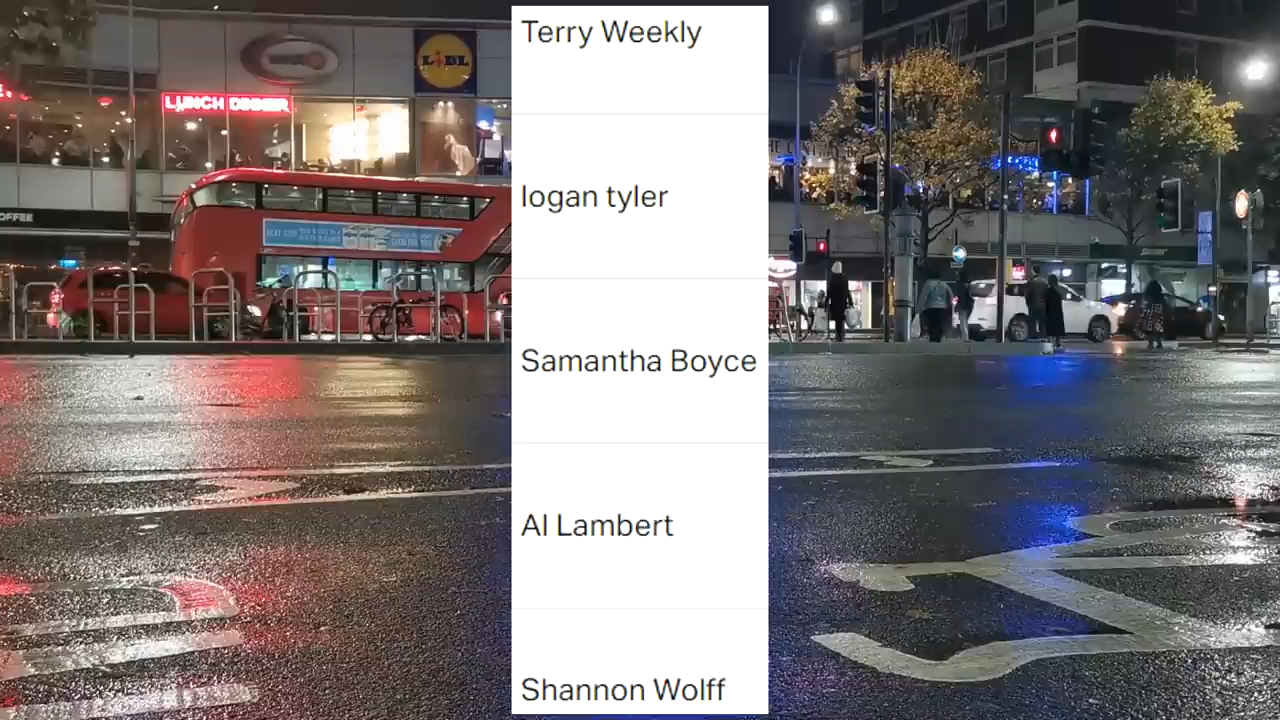 Terry Weekly
logan tyler
Samantha Boyce
Al Lambert
Shannon Wolff
LIDL
LUNCH DINNER
OFFEE